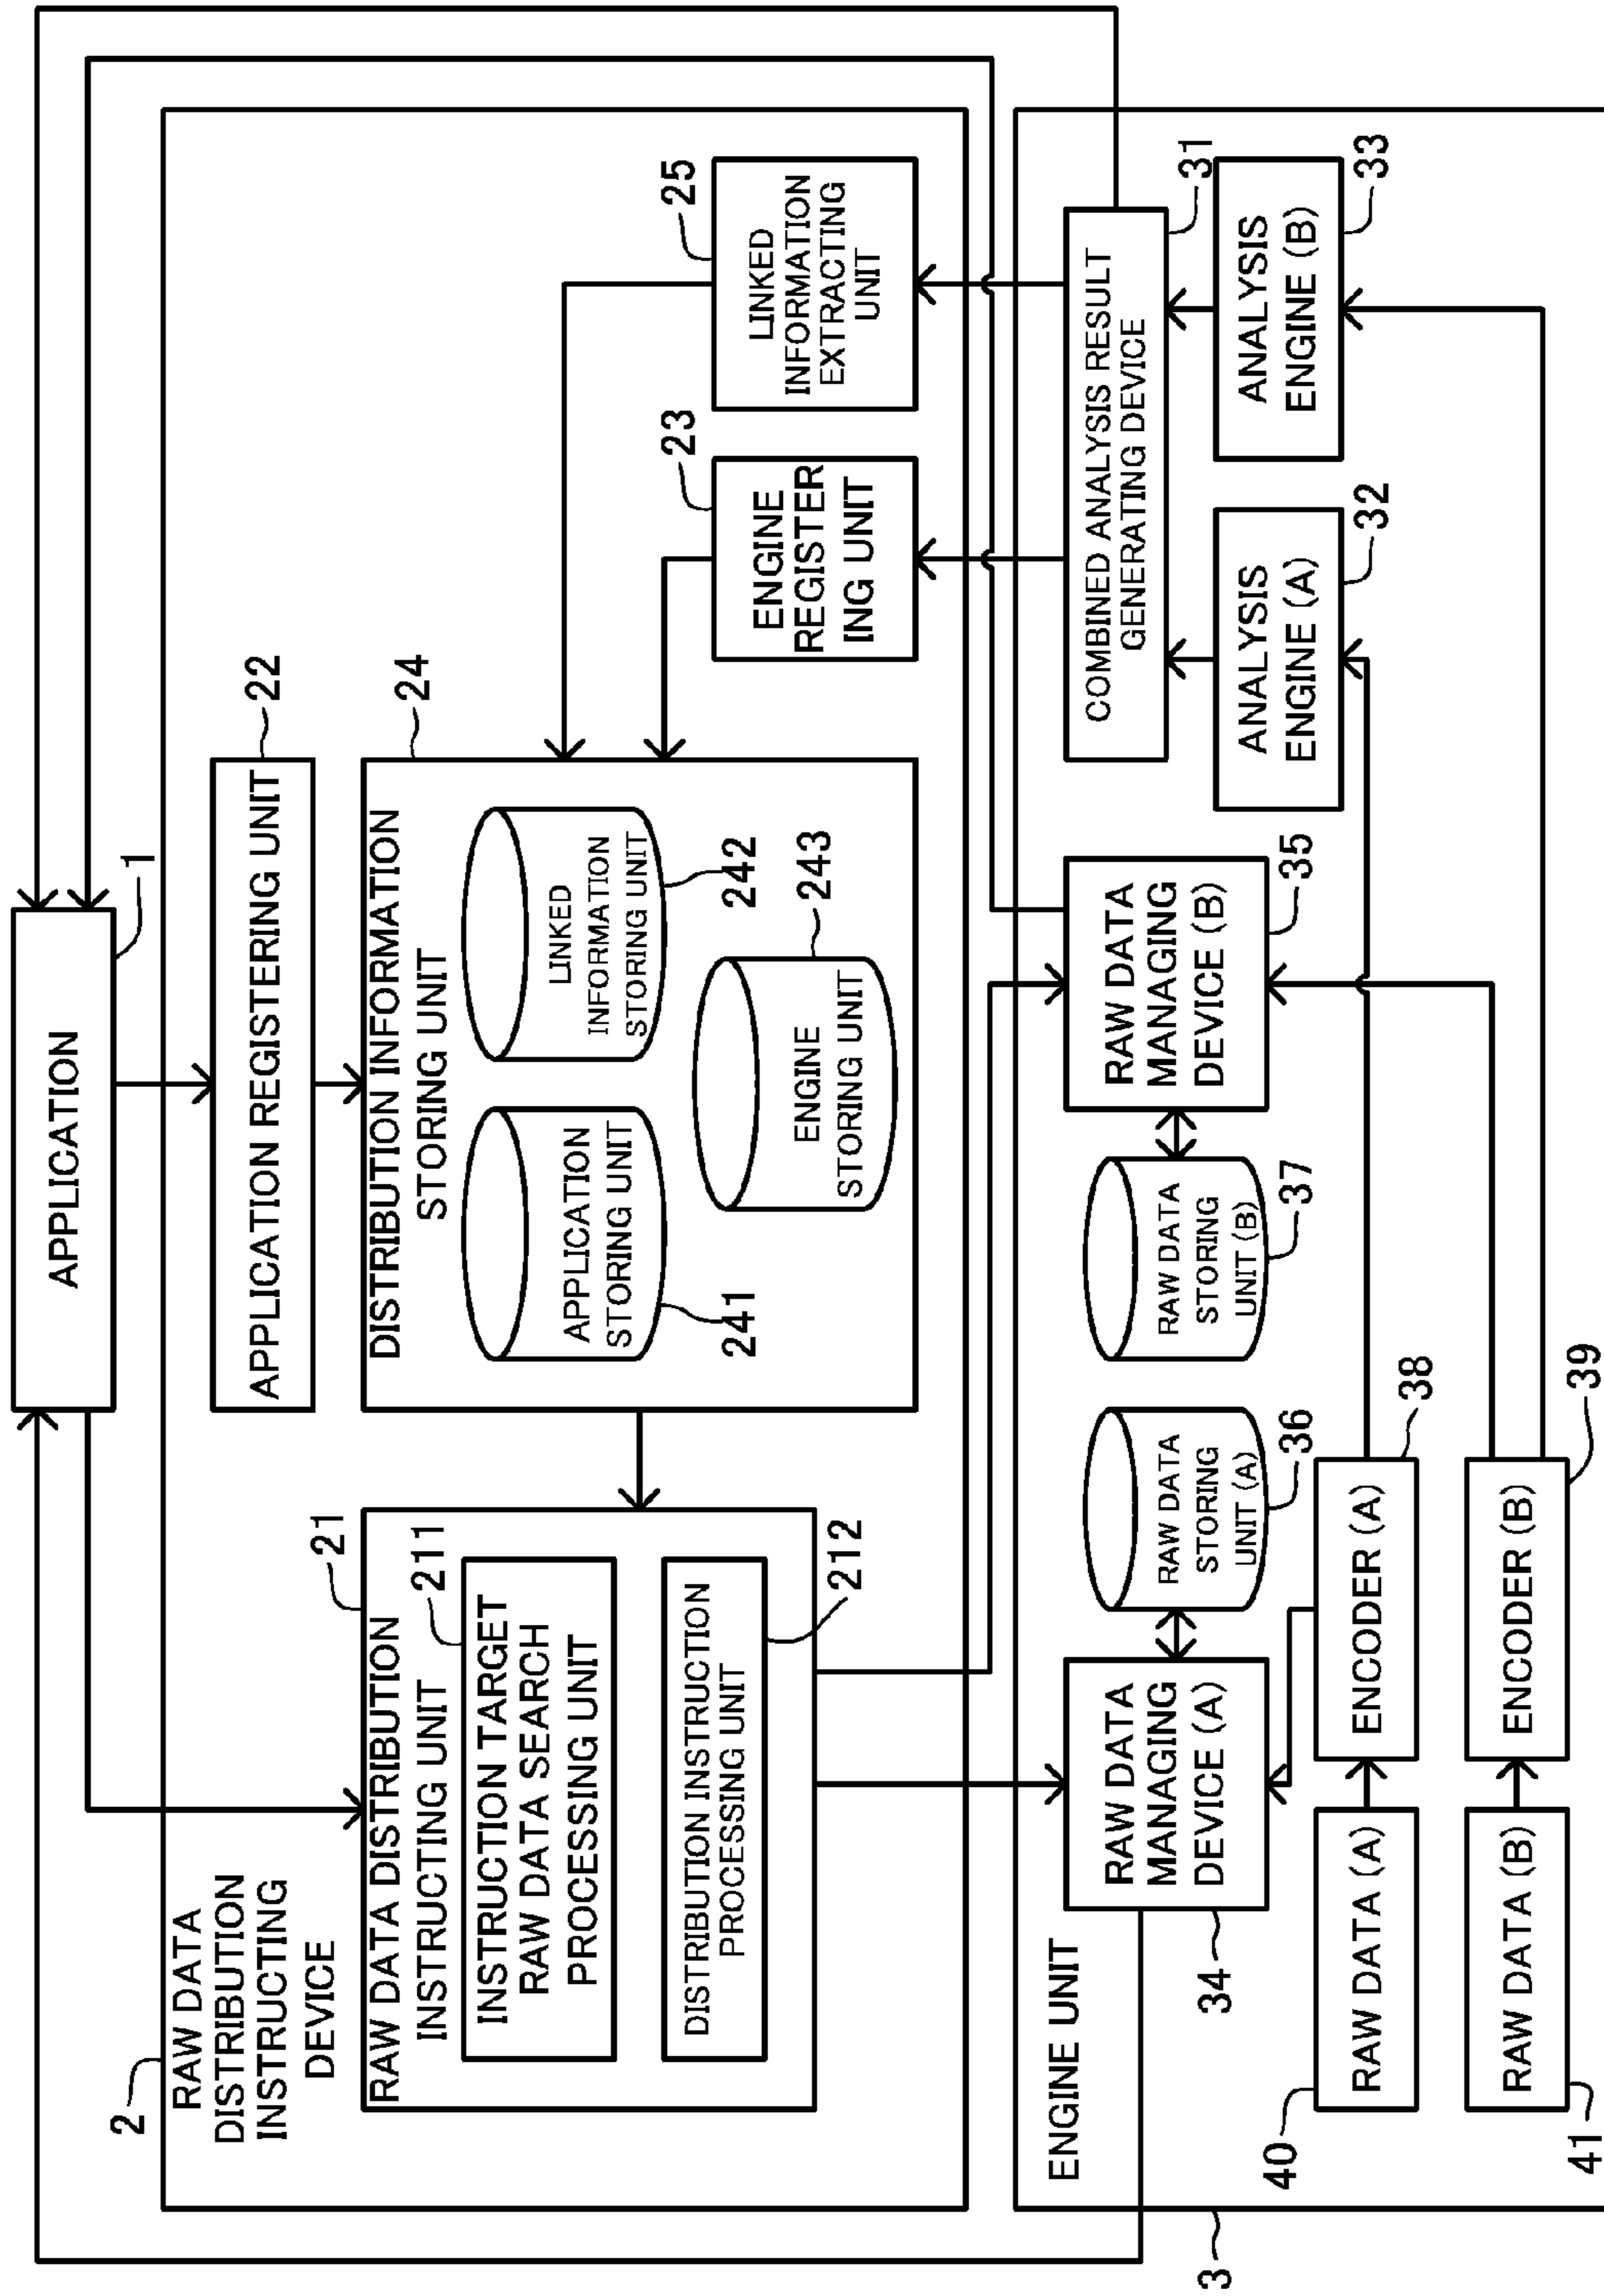 APPLICATION
1
APPLICATION REGISTERING UNIT
22
2
RAW DATA
DISTRIBUTION
INSTRUCTING
DEVICE
21
RAW DATA DISTRIBUTION
INSTRUCTING UNIT
211
INSTRUCTION TARGET
RAW DATA SEARCH
PROCESSING UNIT
DISTRIBUTION INSTRUCTION
PROCESSING UNIT
212
24
DISTRIBUTION INFORMATION
STORING UNIT
APPLICATION
STORING UNIT
241
LINKED
INFORMATION
STORING UNIT
242
ENGINE
STORING UNIT
243
23
ENGINE
REGISTER
ING UNIT
25
LINKED
INFORMATION
EXTRACTING
UNIT
3
ENGINE UNIT
RAW DATA
MANAGING
DEVICE (A)
34
RAW DATA
STORING
UNIT (A)
36
RAW DATA
STORING
UNIT (B)
37
RAW DATA
MANAGING
DEVICE (B)
35
COMBINED ANALYSIS RESULT
GENERATING DEVICE
31
ANALYSIS
ENGINE (A)
32
ANALYSIS
ENGINE (B)
33
40
RAW DATA (A)
ENCODER (A)
38
41
RAW DATA (B)
ENCODER (B)
39